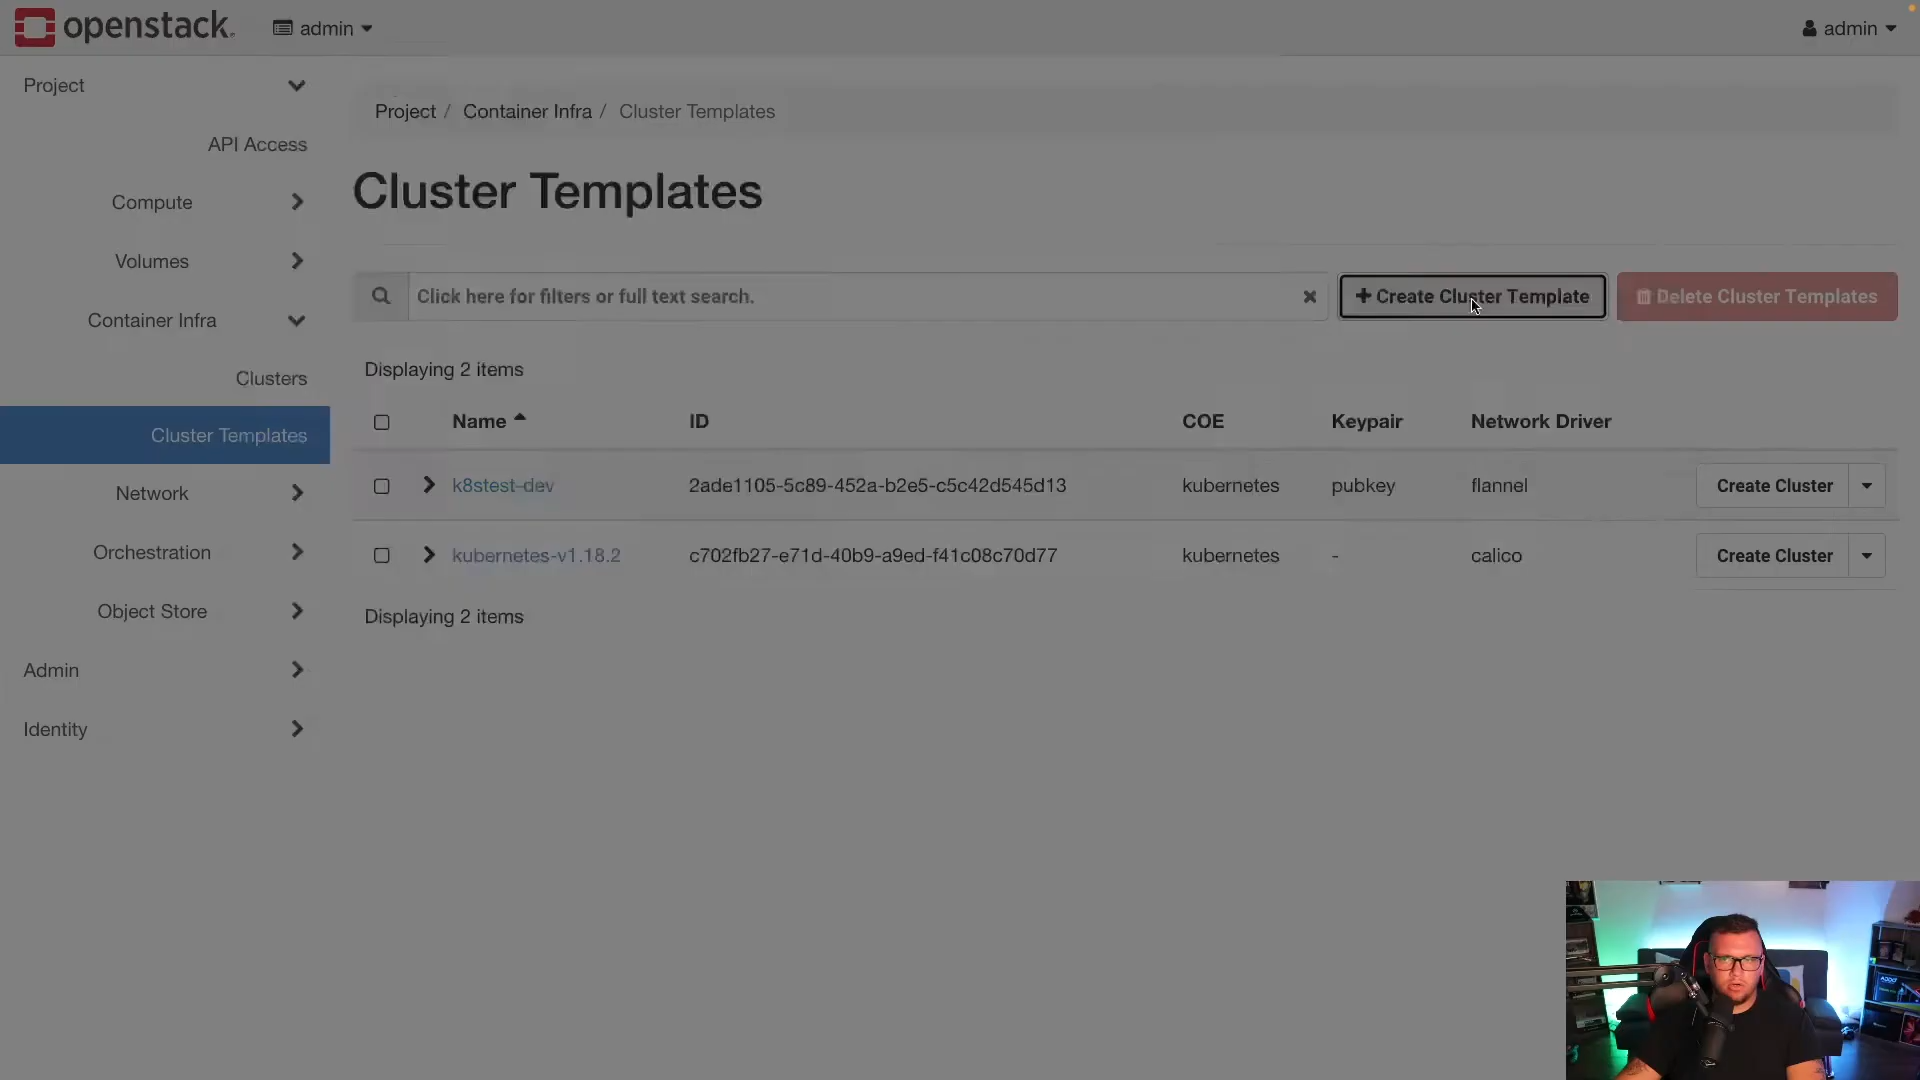 openstack.
admin
admin
Project
API Access
Compute
Volumes
Container Infra
Clusters
Cluster Templates
Network
Orchestration
Object Store
Admin
Identity
Project / Container Infra / Cluster Templates
Cluster Templates
Click here for filters or full text search.
Create Cluster Template
Delete Cluster Templates
Displaying 2 items
Name ID COE Keypair Network Driver
k8stest-dev 2ade1105-5c89-452a-b2e5-c5c42d545d13 kubernetes pubkey flannel Create Cluster
kubernetes-v1.18.2 c702fb27-e71d-40b9-a9ed-f41c08c70d77 kubernetes - calico Create Cluster
Displaying 2 items